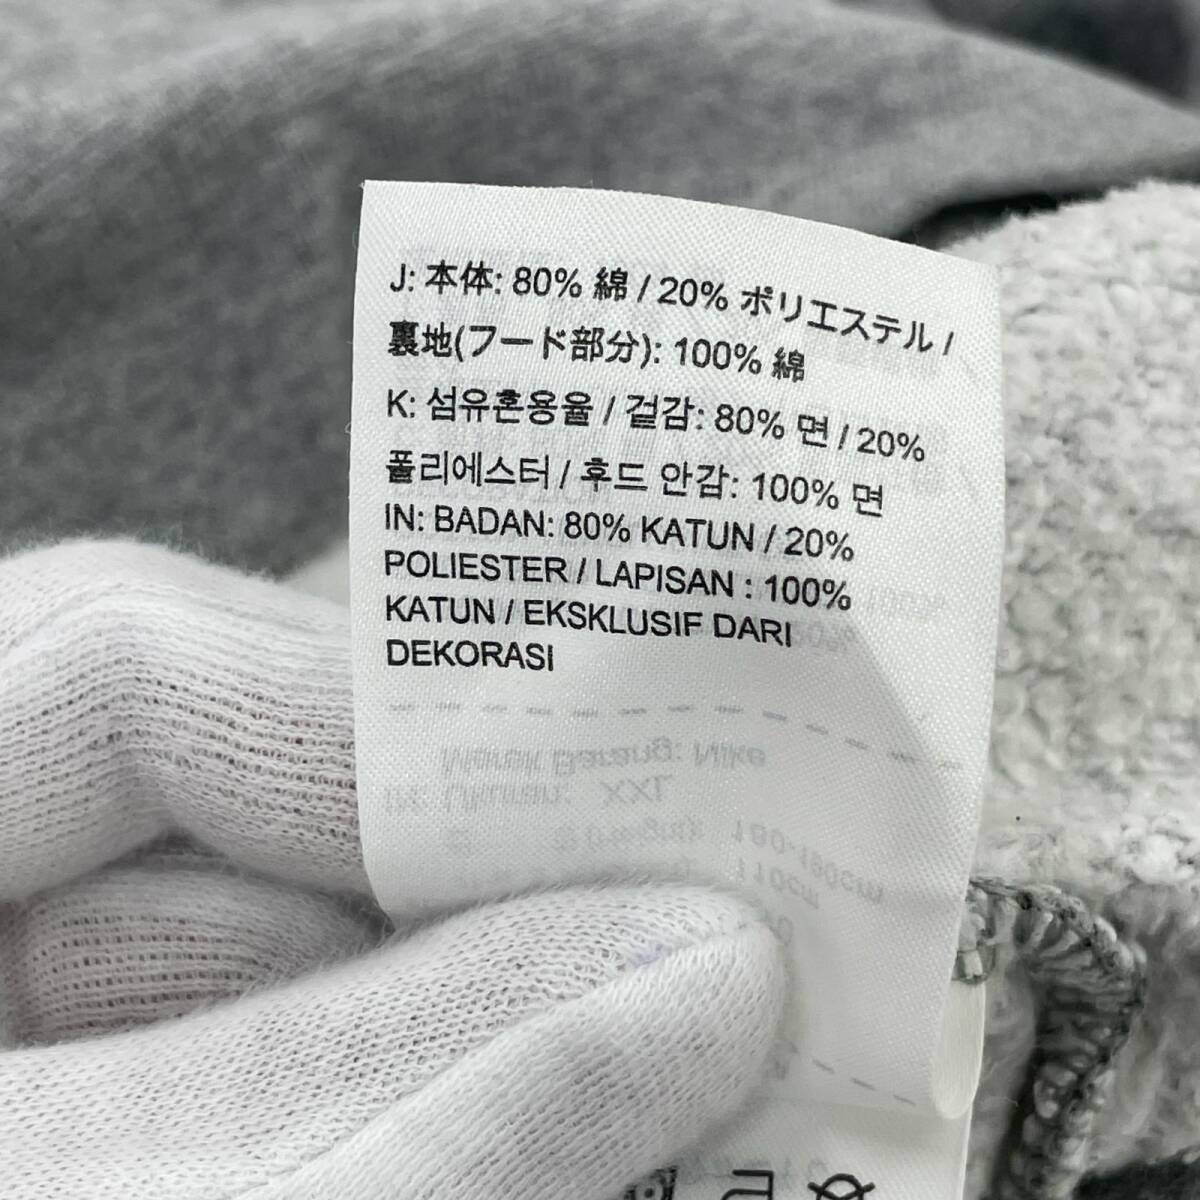 J: 本体: 80% 綿 / 20% ポリエステル /
裏地(フード部分): 100% 綿
K: 섬유혼용율 / 겉감: 80% 면 / 20%
폴리에스터 / 후드 안감: 100% 면
IN: BADAN: 80% KATUN / 20%
POLIESTER / LAPISAN : 100%
KATUN / EKSKLUSIF DARI
DEKORASI